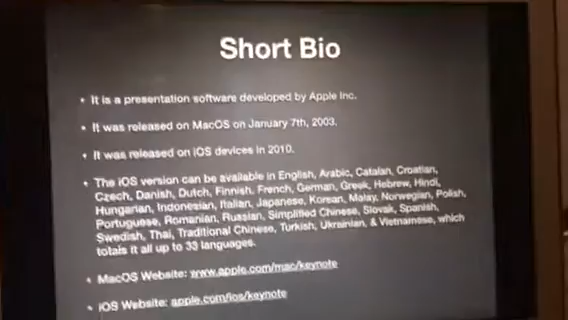 Short Bio
• It is a presentation software developed by Apple Inc.
• It was released on MacOS on January 7th, 2003.
• It was released on iOS devices in 2010.
• The iOS version can be available in English, Arabic, Catalan, Croatian,
Czech, Danish, Dutch, Finnish, French, German, Greek, Hebrew, Hindi,
Hungarian, Indonesian, Italian, Japanese, Korean, Malay, Norwegian, Polish,
Portuguese, Romanian, Russian, Simplified Chinese, Slovak, Spanish,
Swedish, Thai, Traditional Chinese, Turkish, Ukrainian, & Vietnamese, which
totals it all up to 33 languages.
• MacOS Website: www.apple.com/mac/keynote
• iOS Website: apple.com/ios/keynote